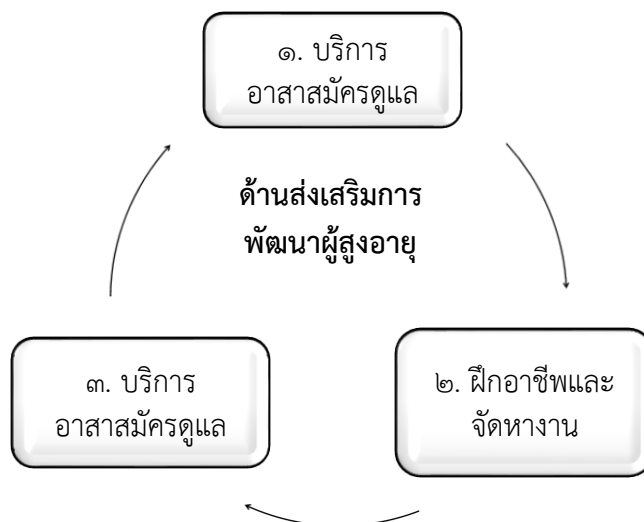 ๑. บริการ
อาสาสมัครดูแล
ด้านส่งเสริมการ
พัฒนาผู้สูงอายุ
๓. บริการ
อาสาสมัครดูแล
๒. ฝึกอาชีพและ
จัดหางาน